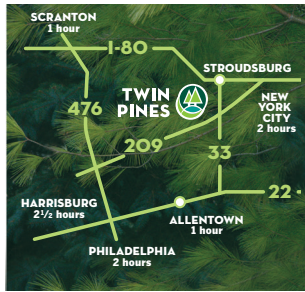 SCRANTON
1 hour
I-80
STROUDSBURG
TWIN
PINES
NEW
YORK
CITY
2 hours
476
209
33
HARRISBURG
2½ hours
22
ALLENTOWN
1 hour
PHILADELPHIA
2 hours